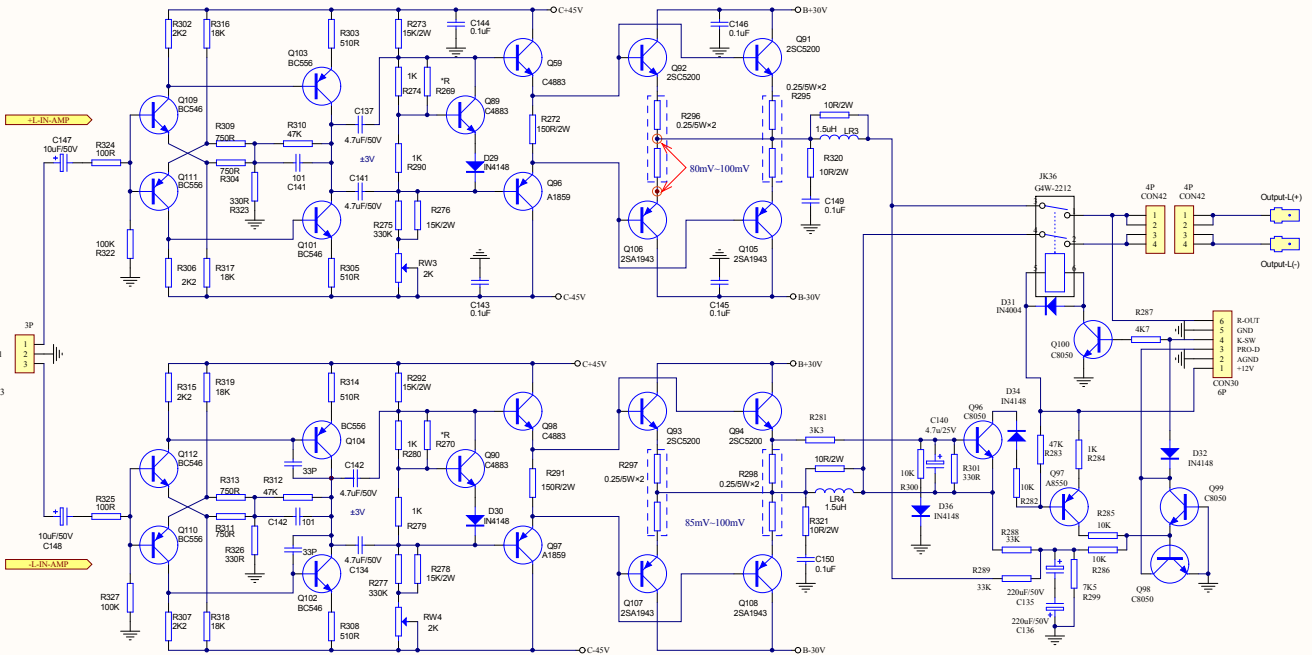 C+45V
B+30V
R302
2K2
R316
18K
R303
510R
R273
15K/2W
C144
0.1uF
C146
0.1uF
Q91
2SC5200
Q103
BC556
Q59
C4883
Q92
2SC5200
1K
R274
*R
R269
Q89
C4883
0.25/5W×2
R295
Q109
BC546
+L-IN-AMP
C137
4.7uF/50V
R272
150R/2W
R296
0.25/5W×2
10R/2W
1.5uH
LR3
C147
10uF/50V
R324
100R
R309
750R
R310
47K
±3V
1K
R290
D29
IN4148
80mV~100mV
R320
10R/2W
Q111
BC556
750R
R304
101
C141
C141
4.7uF/50V
Q96
A1859
JK36
G4W-2212
4P
CON42
4P
CON42
Output-L(+)
330R
R323
R276
15K/2W
R275
330K
C149
0.1uF
3
1
4
2
1
2
3
4
1
2
3
4
100K
R322
Q101
BC546
Q106
2SA1943
Q105
2SA1943
Output-L(-)
R306
2K2
R317
18K
R305
510R
RW3
2K
5
6
C143
0.1uF
C145
0.1uF
C-45V
B-30V
D31
IN4004
R287
4K7
Q100
C8050
6
5
4
3
2
1
R-OUT
GND
K-SW
PRO-D
AGND
+12V
CON30
6P
3P
1
2
3
C+45V
B+30V
R315
2K2
R319
18K
R314
510R
R292
15K/2W
Q98
C4883
BC556
Q104
1K
R280
*R
R270
Q90
C4883
Q93
2SC5200
Q94
2SC5200
R281
3K3
C140
4.7u/25V
Q96
C8050
D34
IN4148
47K
R283
1K
R284
D32
IN4148
Q112
BC546
33P
C142
4.7uF/50V
R291
150R/2W
R297
0.25/5W×2
R298
0.25/5W×2
10R/2W
LR4
1.5uH
10K
R300
R301
330R
10K
R282
Q97
A8550
Q99
C8050
R325
100R
R313
750R
R312
47K
±3V
1K
R279
D30
IN4148
85mV~100mV
R321
10R/2W
D36
IN4148
R285
10K
10uF/50V
C148
Q110
BC556
R311
750R
C142
101
R326
330R
33P
4.7uF/50V
C134
Q97
A1859
C150
0.1uF
R288
33K
10K
R286
-L-IN-AMP
R277
330K
R278
15K/2W
R289
33K
220uF/50V
C135
7K5
R299
Q98
C8050
R327
100K
Q102
BC546
Q107
2SA1943
Q108
2SA1943
R307
2K2
R318
18K
R308
510R
RW4
2K
220uF/50V
C136
C-45V
B-30V